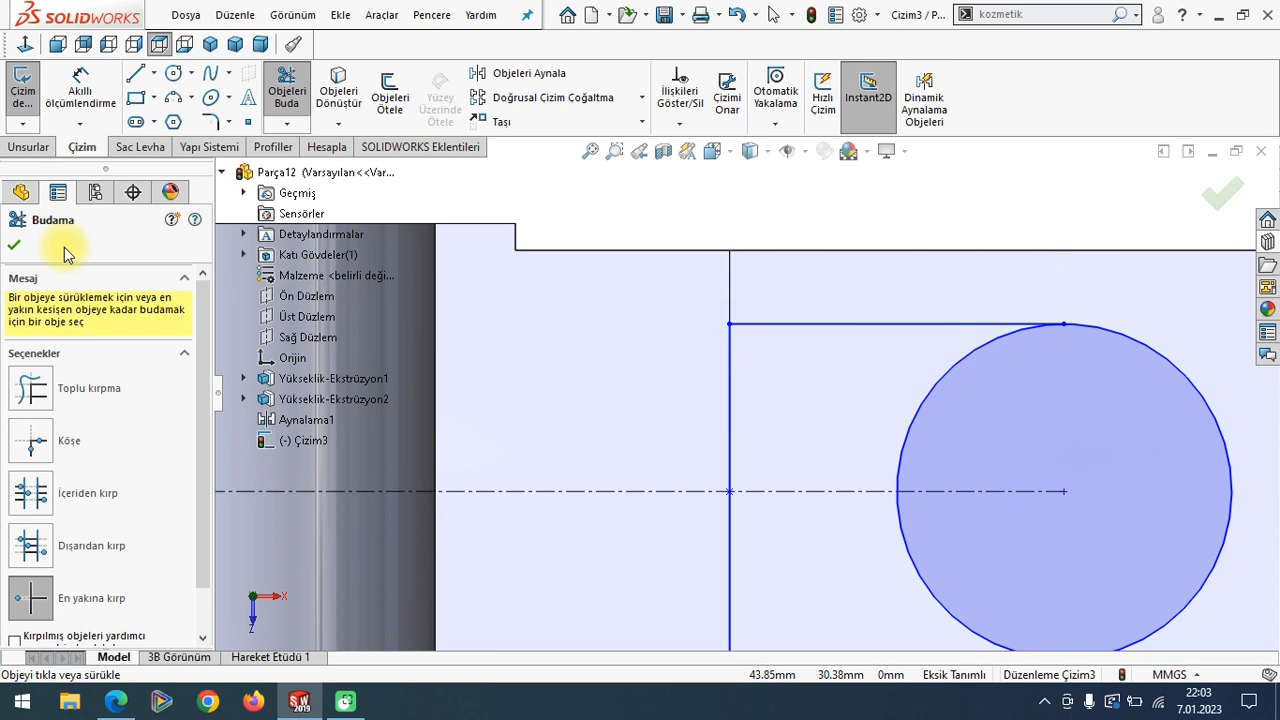 SOLIDWORKS
Dosya Düzenle Görünüm Ekle Araçlar Pencere Yardım
Çizim3 / P...
kozmetik
Çizim de...
Akıllı ölçümlendirme
Objeleri Buda
Objeleri Dönüştür
Objeleri Ötele
Yüzey Üzerinde Ötele
Objeleri Aynala
Doğrusal Çizim Çoğaltma
Taşı
İlişkileri Göster/Sil
Çizimi Onar
Otomatik Yakalama
Hızlı Çizim
Instant2D
Dinamik Aynalama Objeleri
Unsurlar Çizim Sac Levha Yapı Sistemi Profiller Hesapla SOLIDWORKS Eklentileri
Budama
Mesaj
Bir objeye sürüklemek için veya en
yakın kesişen objeye kadar budamak
için bir obje seç
Seçenekler
Toplu kırpma
Köşe
İçeriden kırp
Dışarıdan kırp
En yakına kırp
Kırpılmış objeleri yardımcı
Parça12 (Varsayılan<<Var...
Geçmiş
Sensörler
Detaylandırmalar
Katı Gövdeler(1)
Malzeme <belirli deği...
Ön Düzlem
Üst Düzlem
Sağ Düzlem
Orijin
Yükseklik-Ekstrüzyon1
Yükseklik-Ekstrüzyon2
Aynalama1
(-) Çizim3
X
Z
Model 3B Görünüm Hareket Etüdü 1
Objeyi tıkla veya sürükle
43.85mm 30.38mm 0mm Eksik Tanımlı Düzenleme Çizim3 MMGS
SW 2019
22:03
7.01.2023